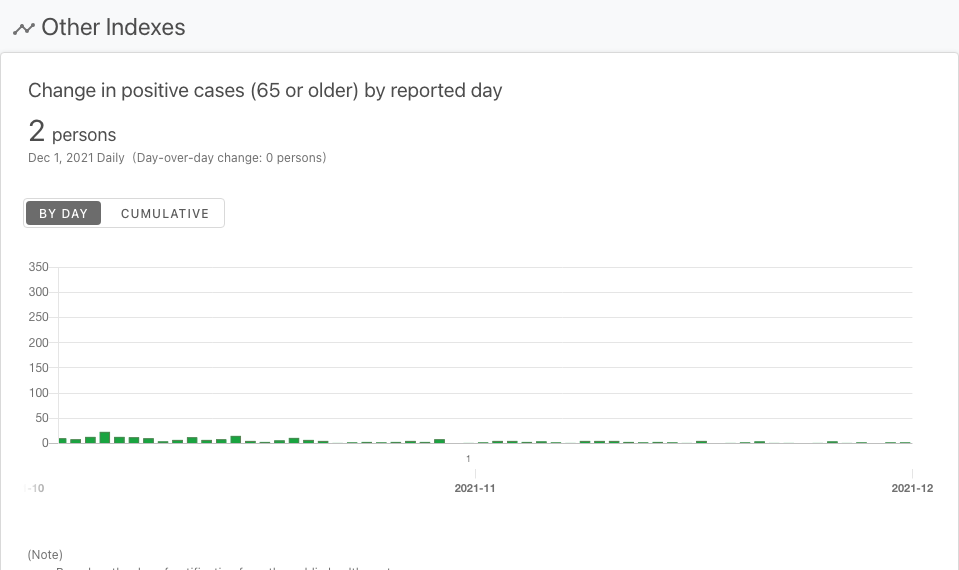 Other Indexes
Change in positive cases (65 or older) by reported day
2 persons
Dec 1, 2021 Daily (Day-over-day change: 0 persons)
BY DAY CUMULATIVE
350
300
250
200
150
100
50
0
1
-10 2021-11 2021-12
(Note)